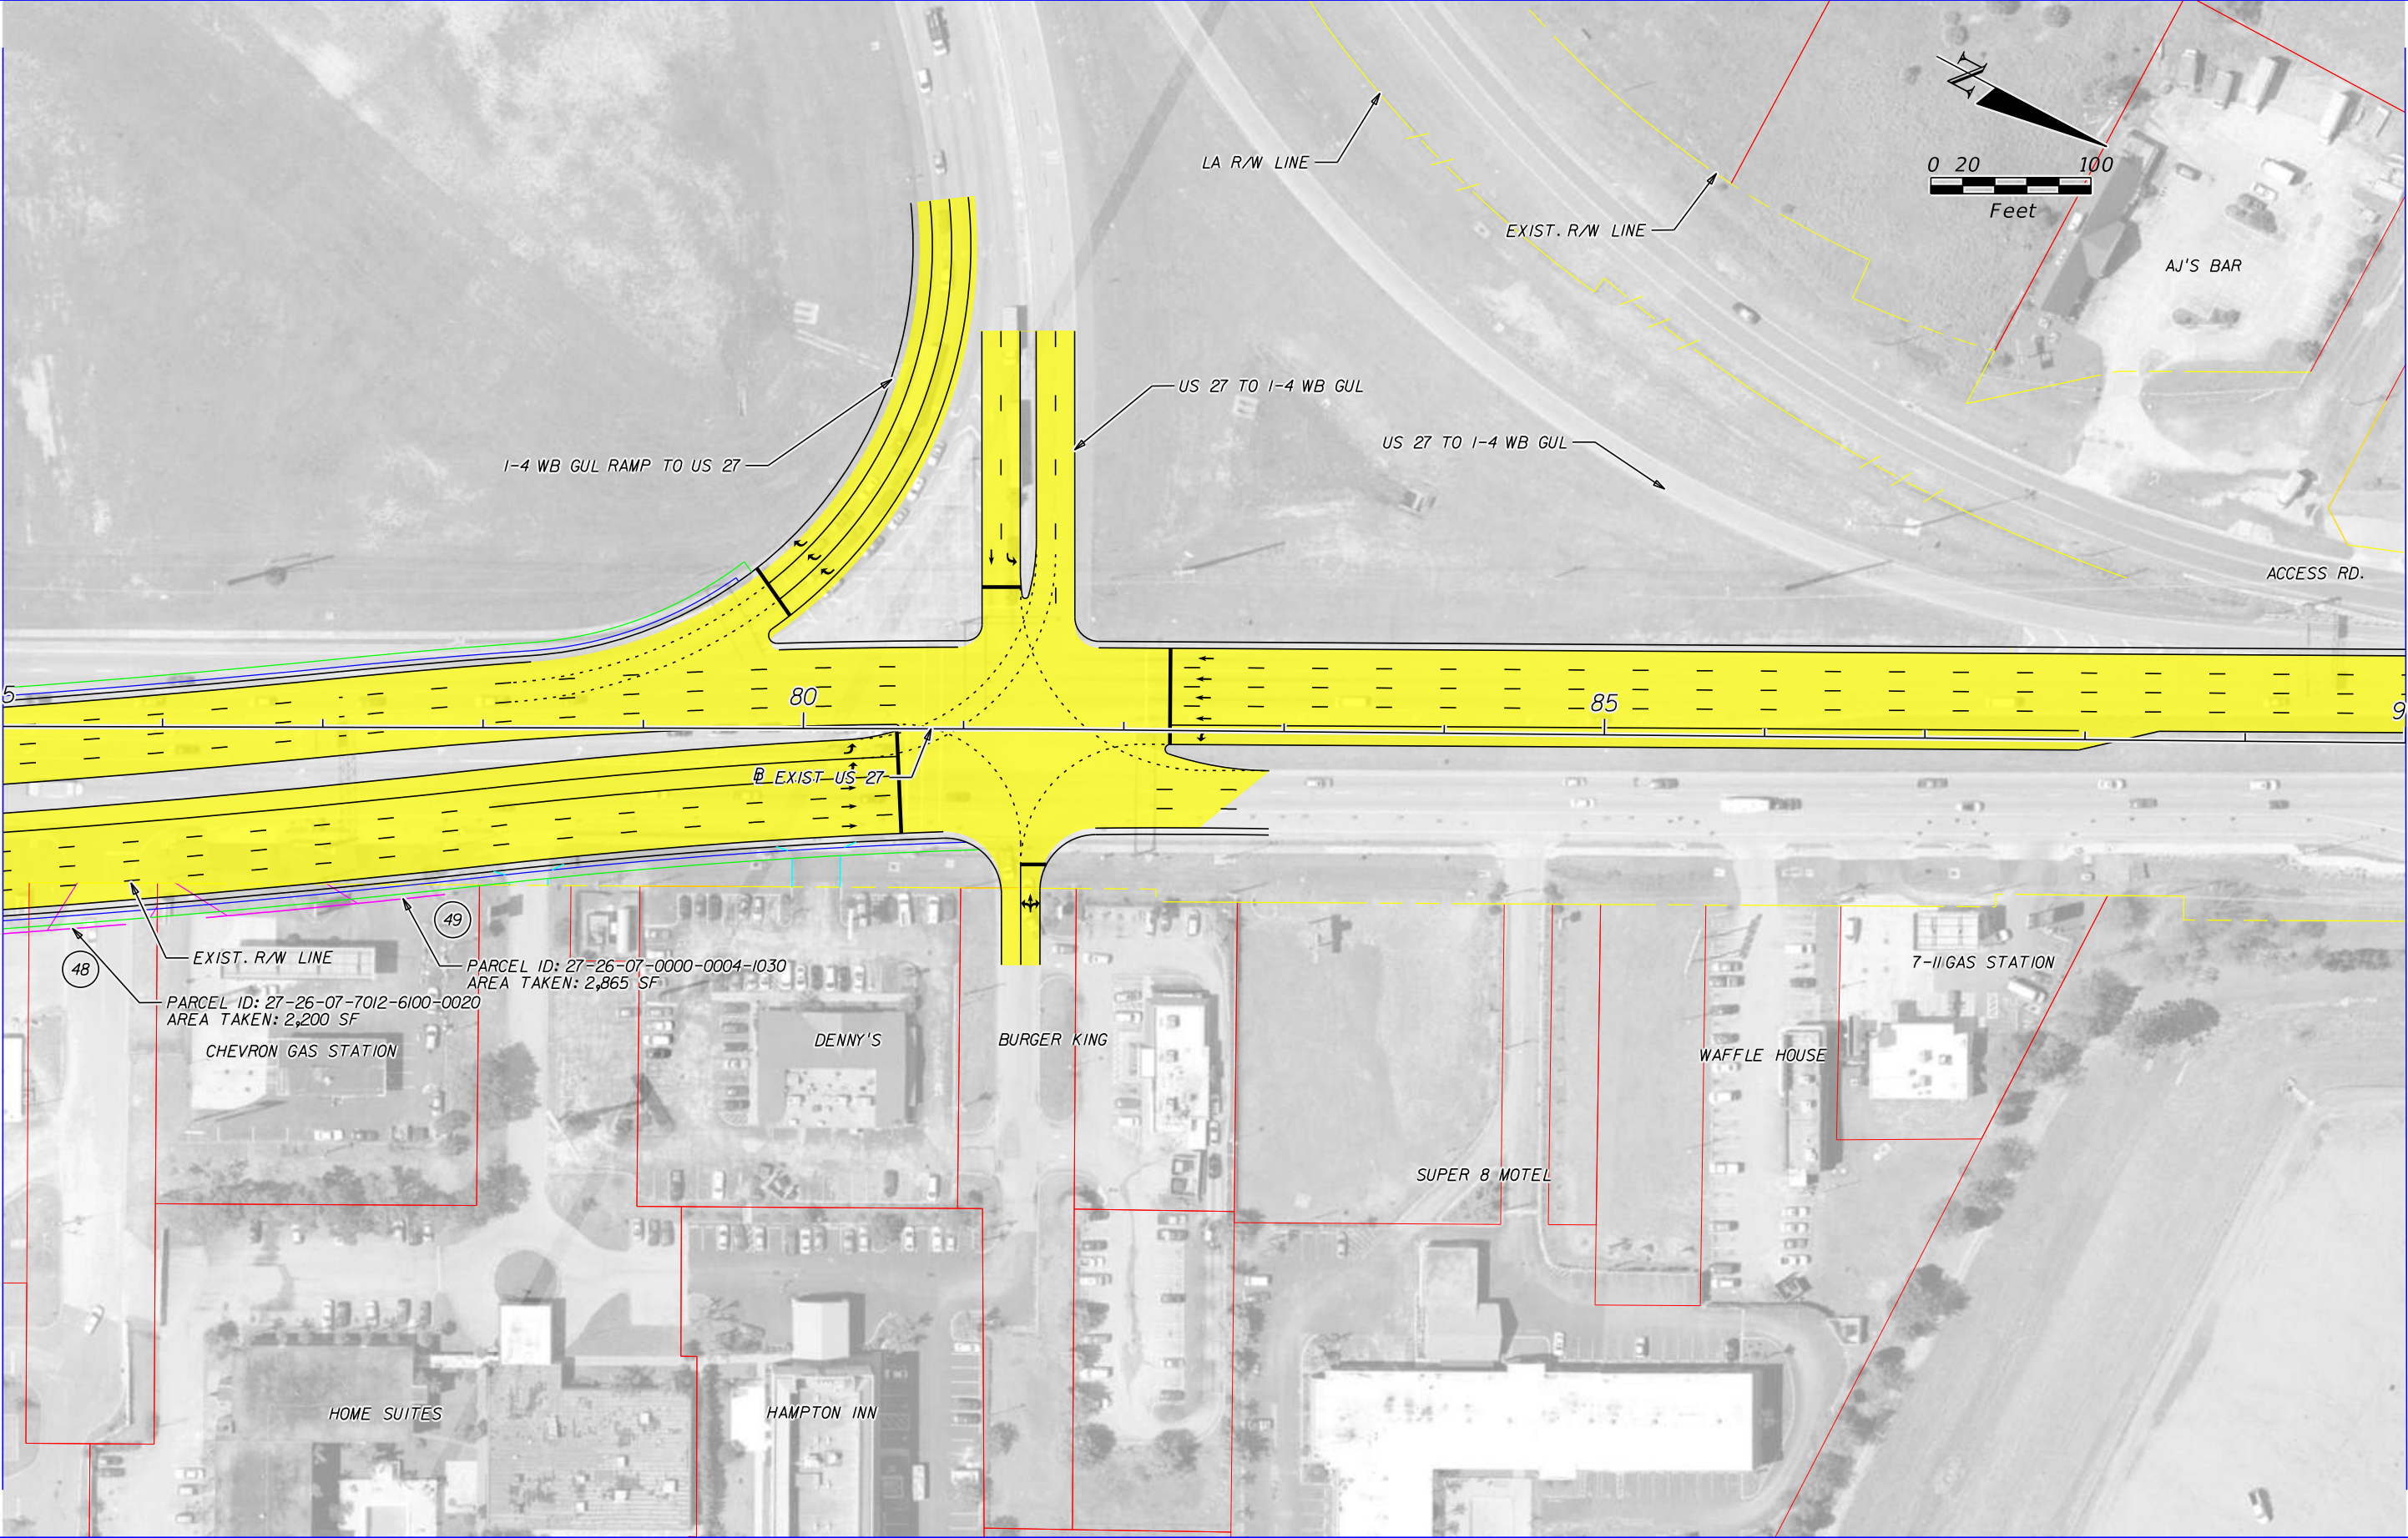 N
0 20 100
Feet
LA R/W LINE
EXIST. R/W LINE
AJ'S BAR
US 27 TO I-4 WB GUL
US 27 TO I-4 WB GUL
I-4 WB GUL RAMP TO US 27
ACCESS RD.
5
80
85
9
B EXIST US 27
49
48
EXIST. R/W LINE
PARCEL ID: 27-26-07-0000-0004-1030
AREA TAKEN: 2,865 SF
PARCEL ID: 27-26-07-7012-6100-0020
AREA TAKEN: 2,200 SF
7-11 GAS STATION
CHEVRON GAS STATION
DENNY'S
BURGER KING
WAFFLE HOUSE
SUPER 8 MOTEL
HOME SUITES
HAMPTON INN